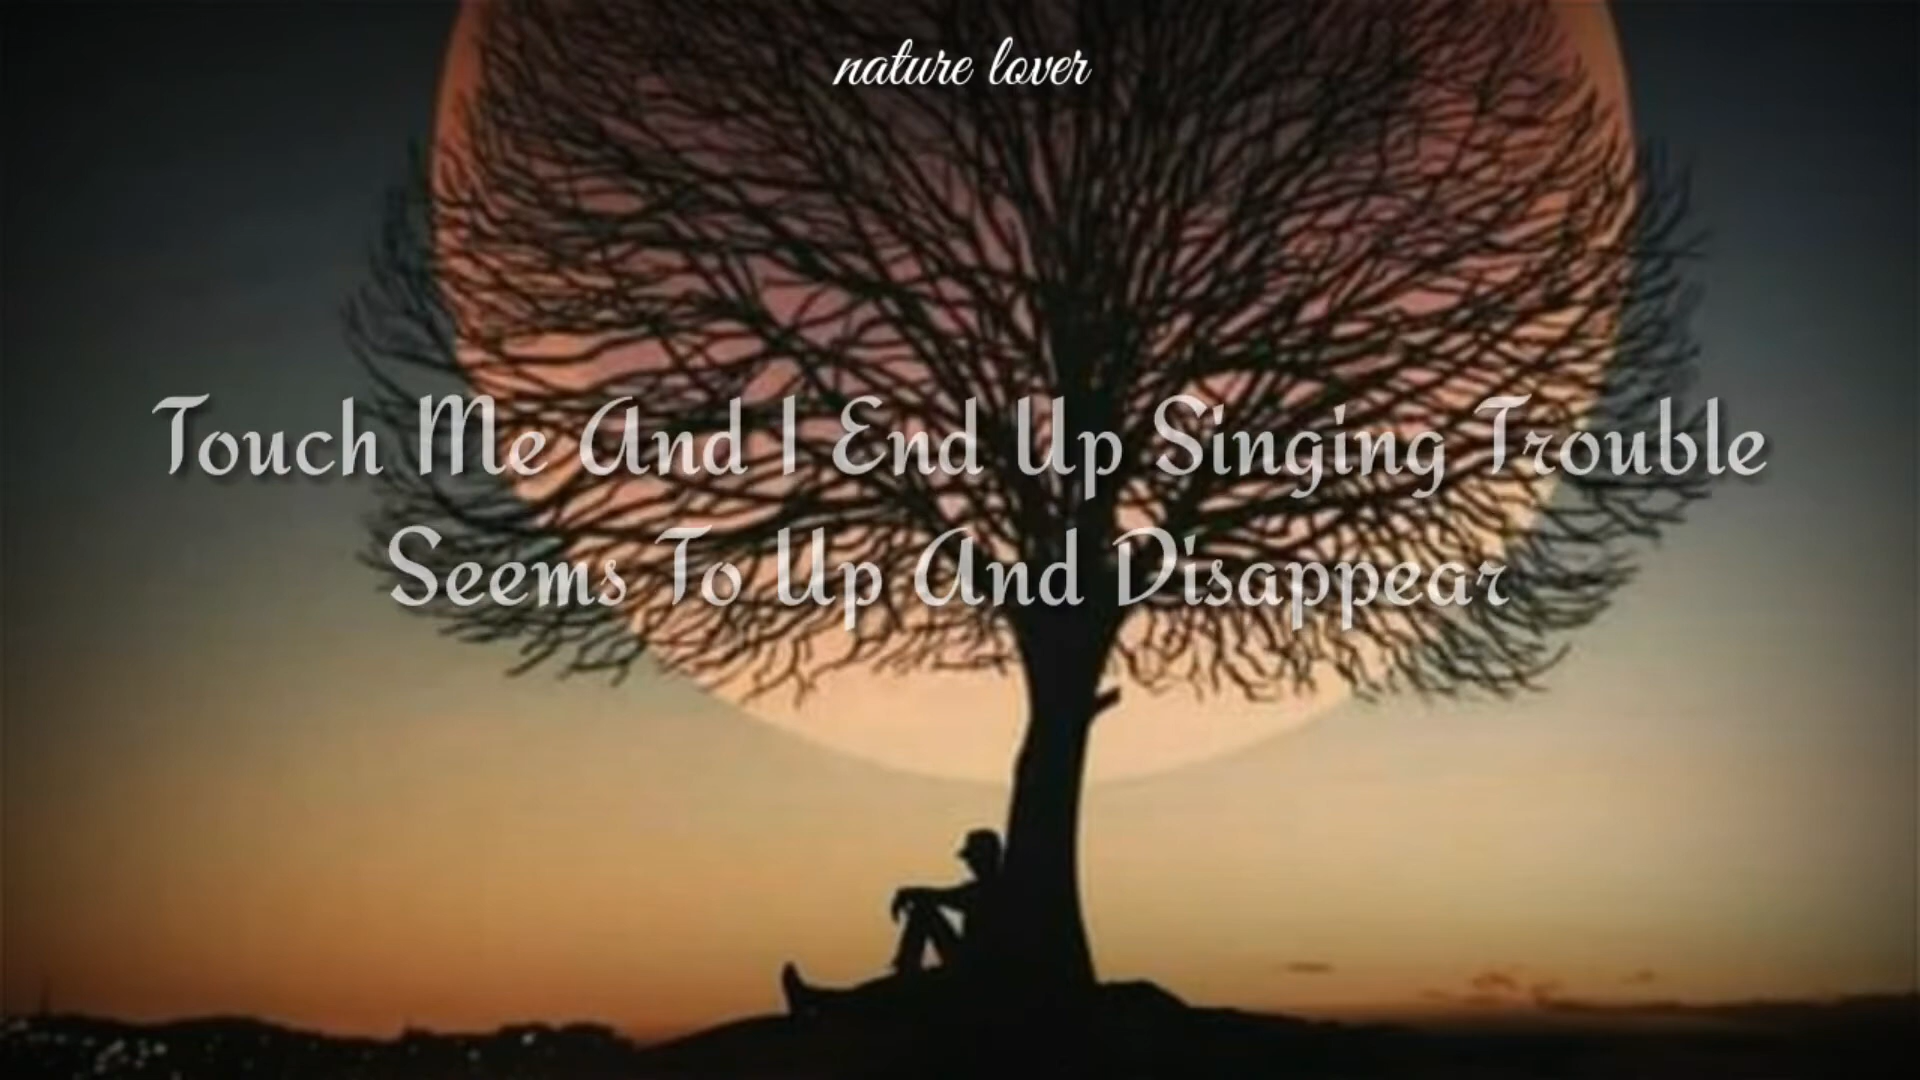 nature lover
Touch Me And I End Up Singing Trouble
Seems To Up And Disappear